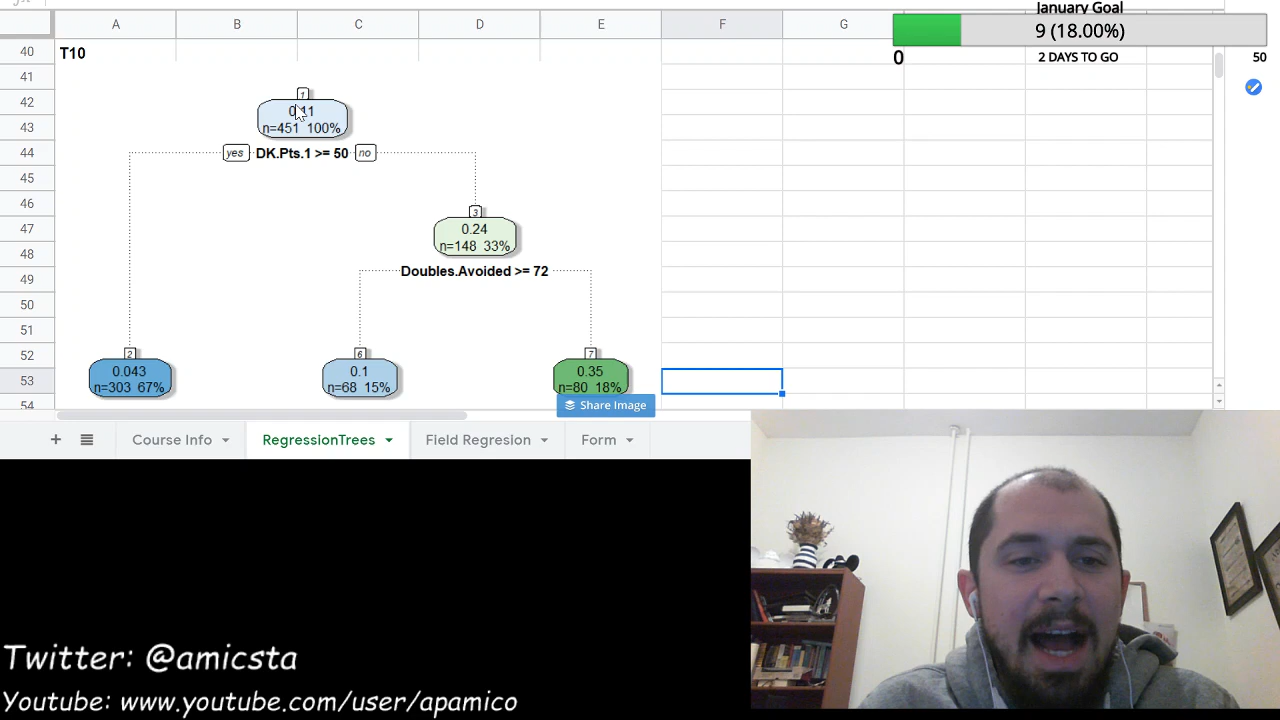 January Goal
A B C D E F G
9 (18.00%)
40 T10
0 2 DAYS TO GO 50
41
1
42 0.11
43 n=451 100%
44 yes DK.Pts.1 >= 50 no
45
46 3
47 0.24
48 n=148 33%
49 Doubles.Avoided >= 72
50
51
52 2 6 7
0.043 0.1 0.35
53 n=303 67% n=68 15% n=80 18%
54 Share Image
+ Course Info RegressionTrees Field Regresion Form
Twitter: @amicsta
Youtube: www.youtube.com/user/apamico